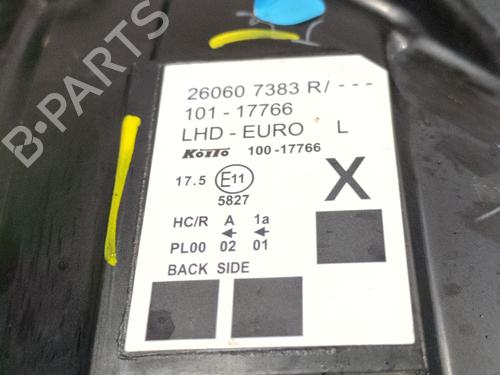 26060 7383 R/ ---
101 - 17766
LHD - EURO L
KOITO 100 -17766
17.5 E11 X
5827
HC/R A 1a
PL00 02 01
BACK SIDE
B-PARTS